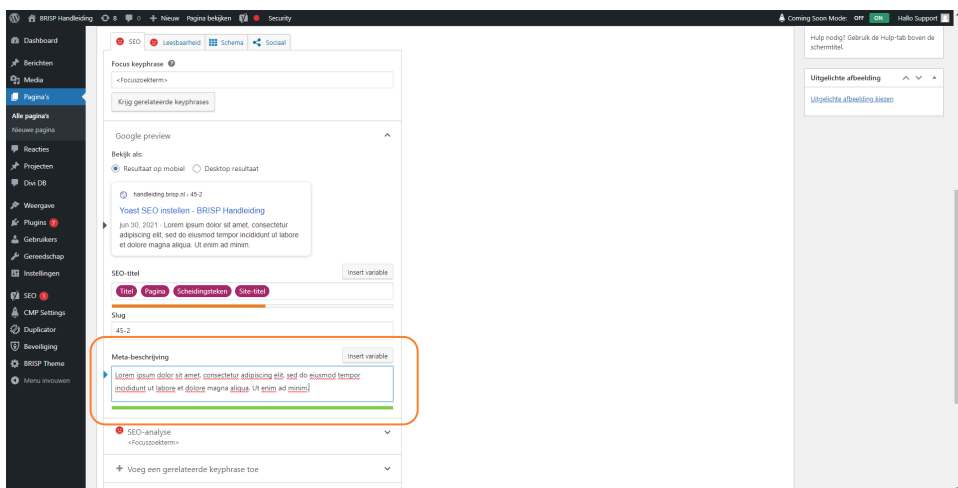 BRISP Handleiding 8 0 Nieuw Pagina bekijken Security Coming Soon Mode: OFF ON Hallo Support
Dashboard
Berichten
Media
Pagina's
Alle pagina's
Nieuwe pagina
Reacties
Projecten
Divi DB
Weergave
Plugins 7
Gebruikers
Gereedschap
Instellingen
SEO 1
CMP Settings
Duplicator
Beveiliging
BRISP Theme
Menu invouwen
SEO Leesbaarheid Schema Sociaal
Focus keyphrase
<Focuszoekterm>
Krijg gerelateerde keyphrases
Google preview
Bekijk als:
Resultaat op mobiel Desktop resultaat
handleiding.brisp.nl › 45-2
Yoast SEO instellen - BRISP Handleiding
jun 30, 2021 - Lorem ipsum dolor sit amet, consectetur
adipiscing elit, sed do eiusmod tempor incididunt ut labore
et dolore magna aliqua. Ut enim ad minim.
SEO-titel Insert variable
Titel Pagina Scheidingsteken Site-titel
Slug
45-2
Meta-beschrijving Insert variable
Lorem ipsum dolor sit amet, consectetur adipiscing elit, sed do eiusmod tempor
incididunt ut labore et dolore magna aliqua. Ut enim ad minim.
SEO-analyse
<Focuszoekterm>
Voeg een gerelateerde keyphrase toe
Hulp nodig? Gebruik de Hulp-tab boven de
schermtitel.
Uitgelichte afbeelding
Uitgelichte afbeelding kiezen